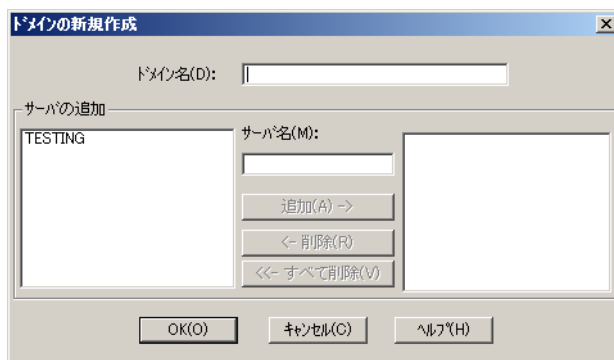 ﾄﾞﾒｲﾝの新規作成
ﾄﾞﾒｲﾝ名(D):
サーバの追加
TESTING
サーバ名(M):
追加(A) ->
<- 削除(R)
<<- すべて削除(V)
OK(O)
ｷｬﾝｾﾙ(C)
ﾍﾙﾌﾟ(H)